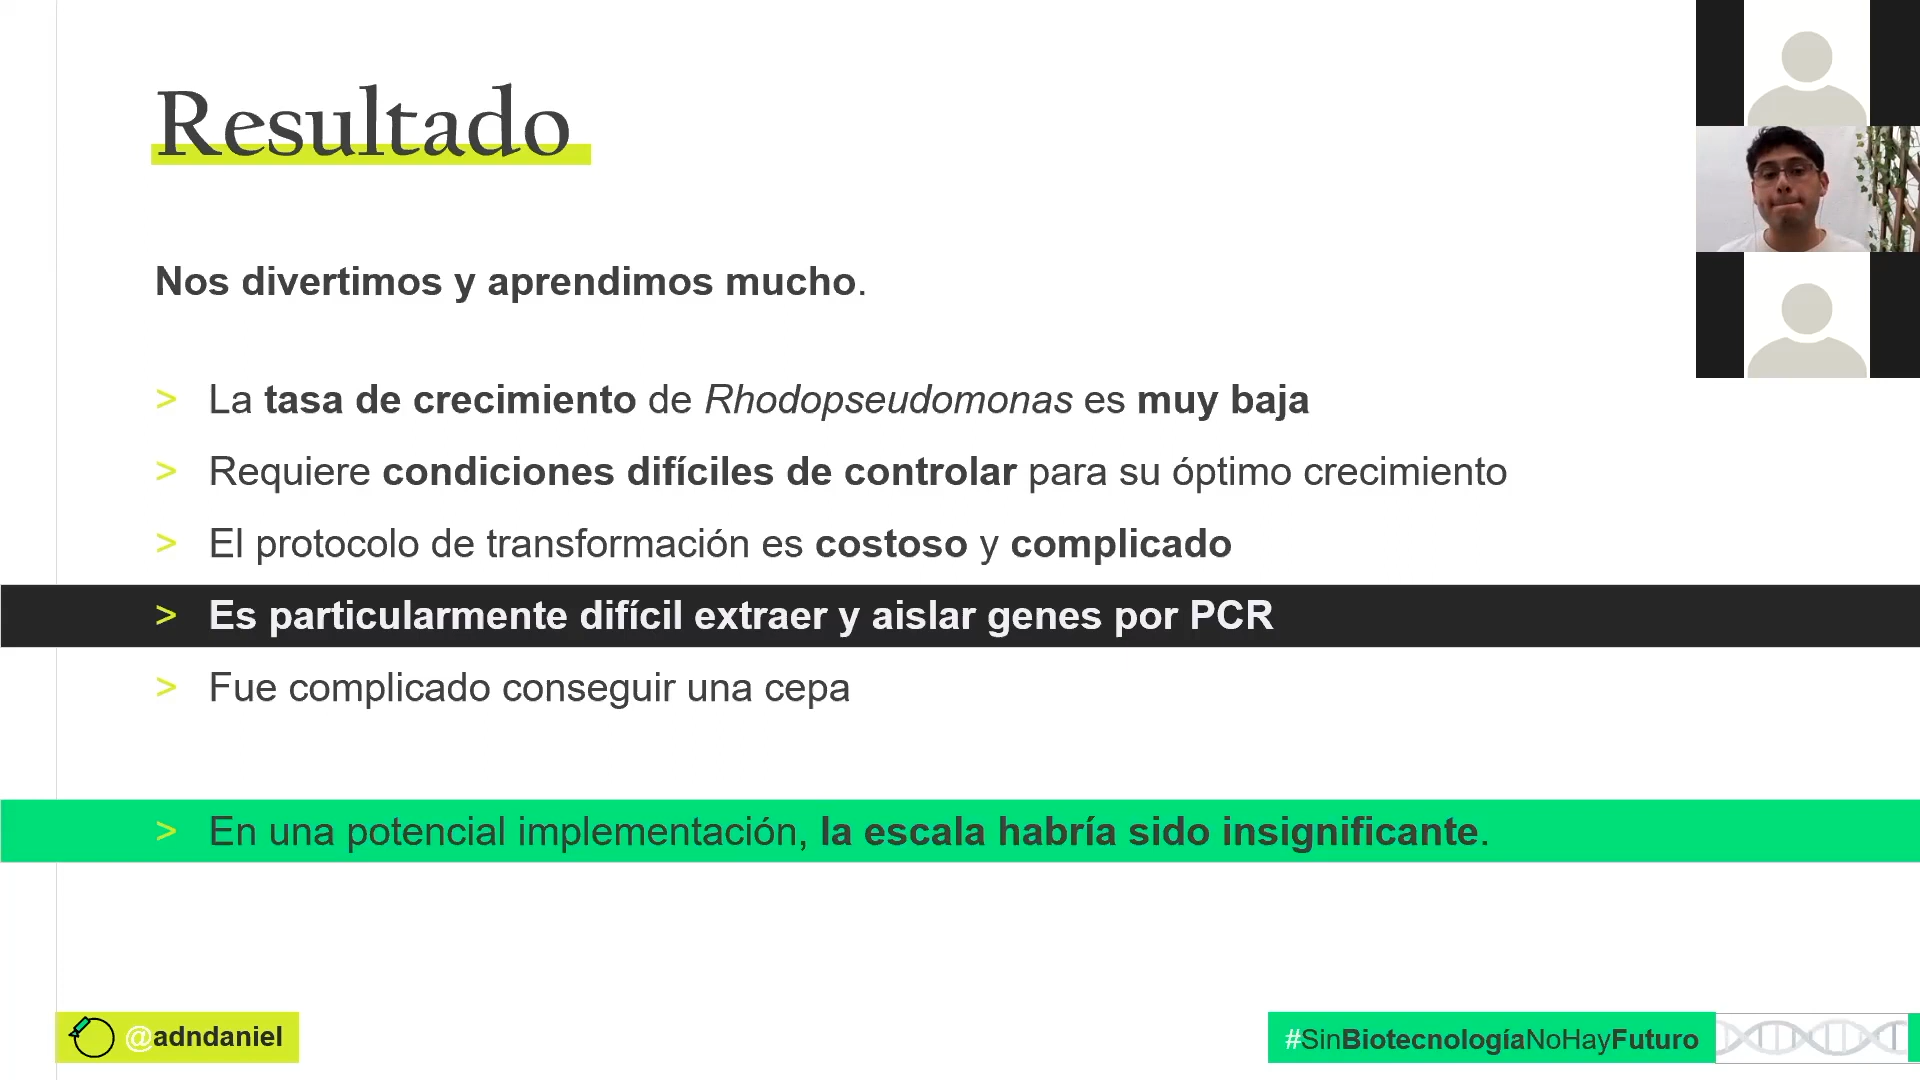 Resultado
Nos divertimos y aprendimos mucho.
> La tasa de crecimiento de Rhodopseudomonas es muy baja
> Requiere condiciones difíciles de controlar para su óptimo crecimiento
> El protocolo de transformación es costoso y complicado
> Es particularmente difícil extraer y aislar genes por PCR
> Fue complicado conseguir una cepa
> En una potencial implementación, la escala habría sido insignificante.
@adndaniel
#SinBiotecnologíaNoHayFuturo